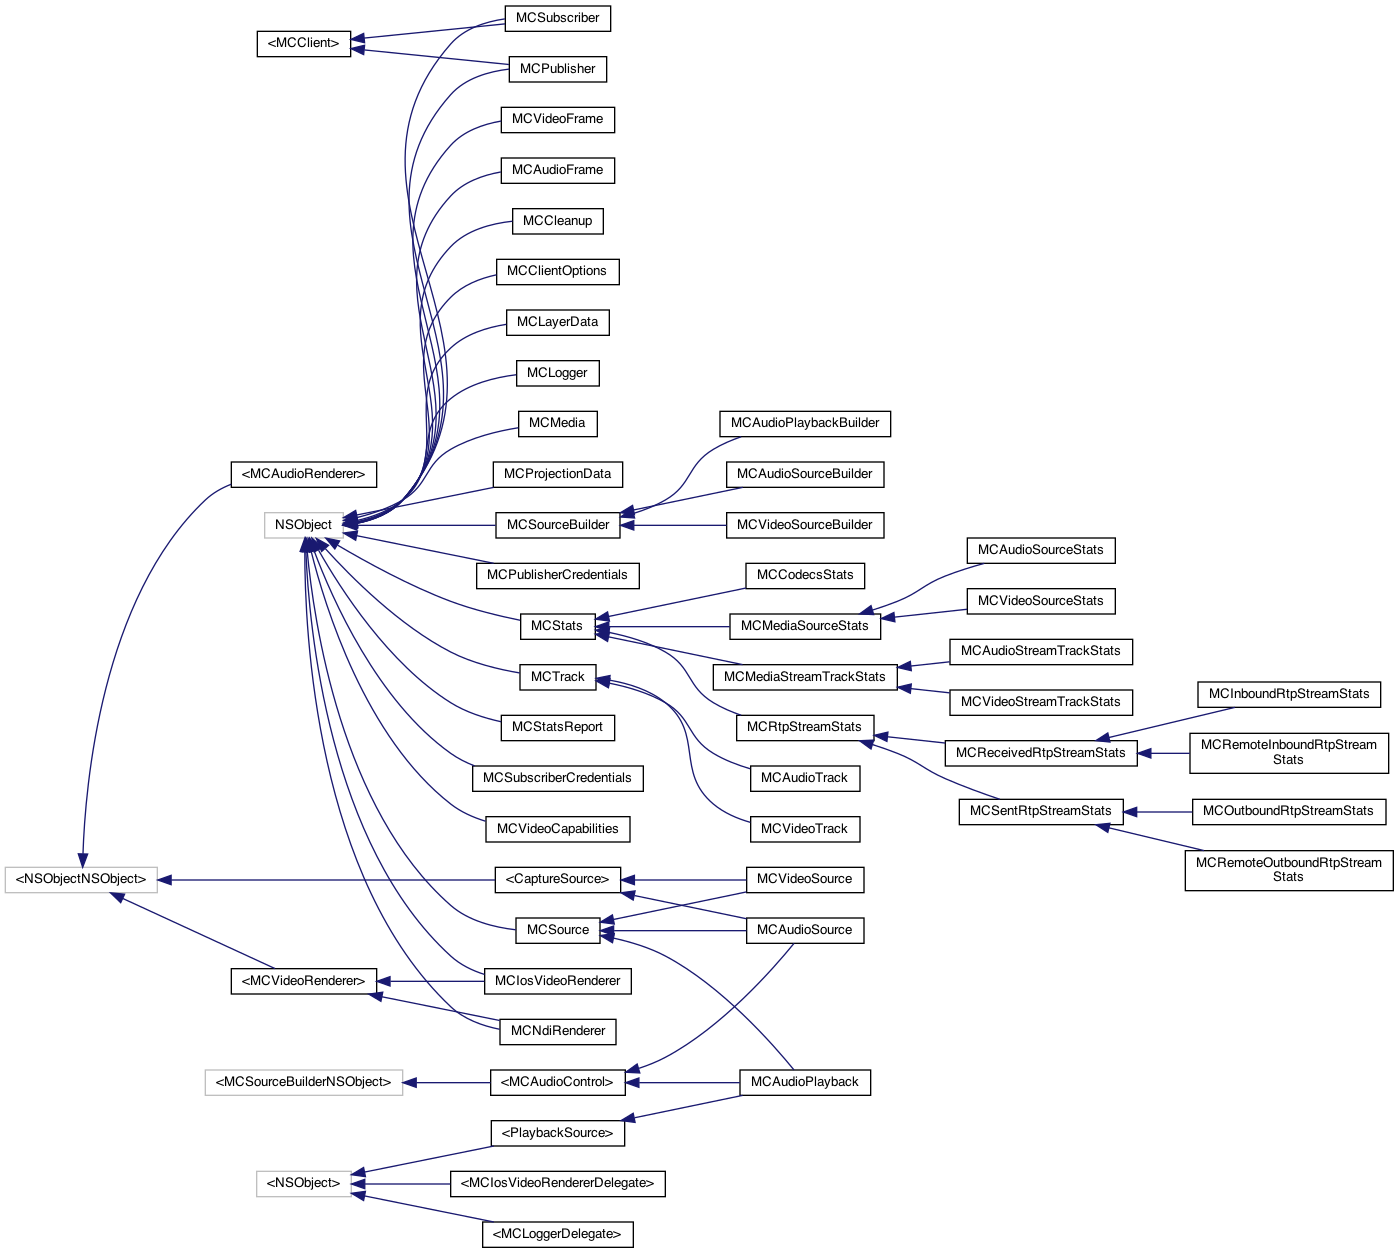 MCSubscriber
<MCClient>
MCPublisher
MCVideoFrame
MCAudioFrame
MCCleanup
MCClientOptions
MCLayerData
MCLogger
MCMedia
MCAudioPlaybackBuilder
<MCAudioRenderer>
MCProjectionData
MCAudioSourceBuilder
NSObject
MCSourceBuilder
MCVideoSourceBuilder
MCAudioSourceStats
MCPublisherCredentials
MCCodecsStats
MCVideoSourceStats
MCStats
MCMediaSourceStats
MCAudioStreamTrackStats
MCTrack
MCMediaStreamTrackStats
MCInboundRtpStreamStats
MCVideoStreamTrackStats
MCStatsReport
MCRtpStreamStats
MCReceivedRtpStreamStats
MCRemoteInboundRtpStream
Stats
MCSubscriberCredentials
MCAudioTrack
MCSentRtpStreamStats
MCOutboundRtpStreamStats
MCVideoCapabilities
MCVideoTrack
MCRemoteOutboundRtpStream
Stats
<NSObjectNSObject>
<CaptureSource>
MCVideoSource
MCSource
MCAudioSource
<MCVideoRenderer>
MCIosVideoRenderer
MCNdiRenderer
<MCSourceBuilderNSObject>
<MCAudioControl>
MCAudioPlayback
<PlaybackSource>
<NSObject>
<MCIosVideoRendererDelegate>
<MCLoggerDelegate>